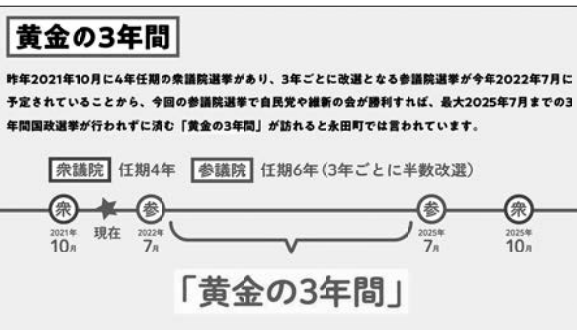 黄金の3年間
昨年2021年10月に4年任期の衆議院選挙があり、3年ごとに改選となる参議院選挙が今年2022年7月に
予定されていることから、今回の参議院選挙で自民党や維新の会が勝利すれば、最大2025年7月までの3
年間国政選挙が行われずに済む「黄金の3年間」が訪れると永田町では言われています。
衆議院 任期4年 参議院 任期6年(3年ごとに半数改選)
衆 参 参 衆
2021年 現在 2022年 2025年 2025年
10月 7月 7月 10月
「黄金の3年間」